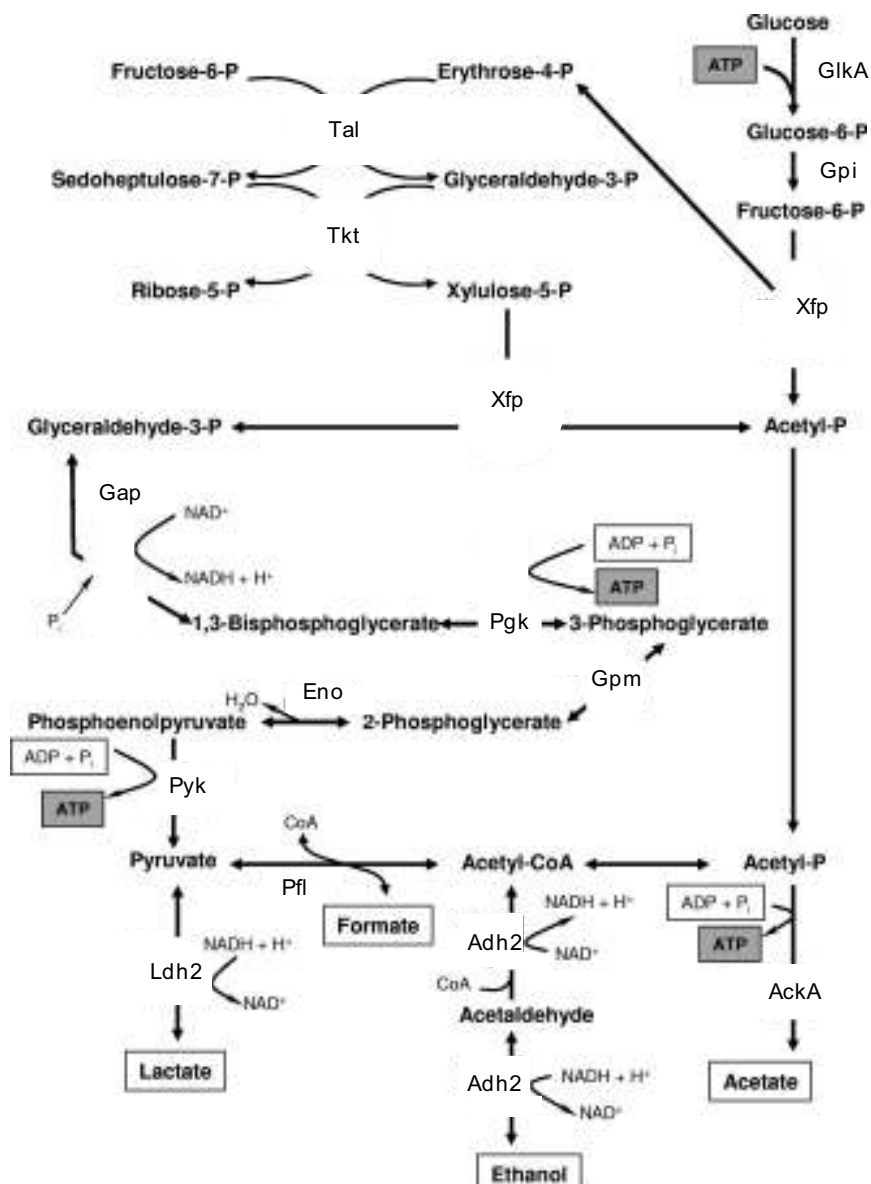 Glucose
ATP
GlkA
Fructose-6-P
Erythrose-4-P
Tal
Glucose-6-P
Gpi
Sedoheptulose-7-P
Glyceraldehyde-3-P
Fructose-6-P
Tkt
Ribose-5-P
Xylulose-5-P
Xfp
Xfp
Glyceraldehyde-3-P
Acetyl-P
Gap
NAD⁺
NADH + H⁺
ADP + Pᵢ
ATP
Pᵢ
1,3-Bisphosphoglycerate
Pgk
3-Phosphoglycerate
Gpm
H₂O
Eno
Phosphoenolpyruvate
2-Phosphoglycerate
ADP + Pᵢ
Pyk
ATP
CoA
Pyruvate
Acetyl-CoA
Acetyl-P
Pfl
Formate
NADH + H⁺
Adh2
NAD⁺
ADP + Pᵢ
ATP
NADH + H⁺
Ldh2
NAD⁺
CoA
AckA
Acetaldehyde
Lactate
Adh2
NADH + H⁺
NAD⁺
Acetate
Ethanol